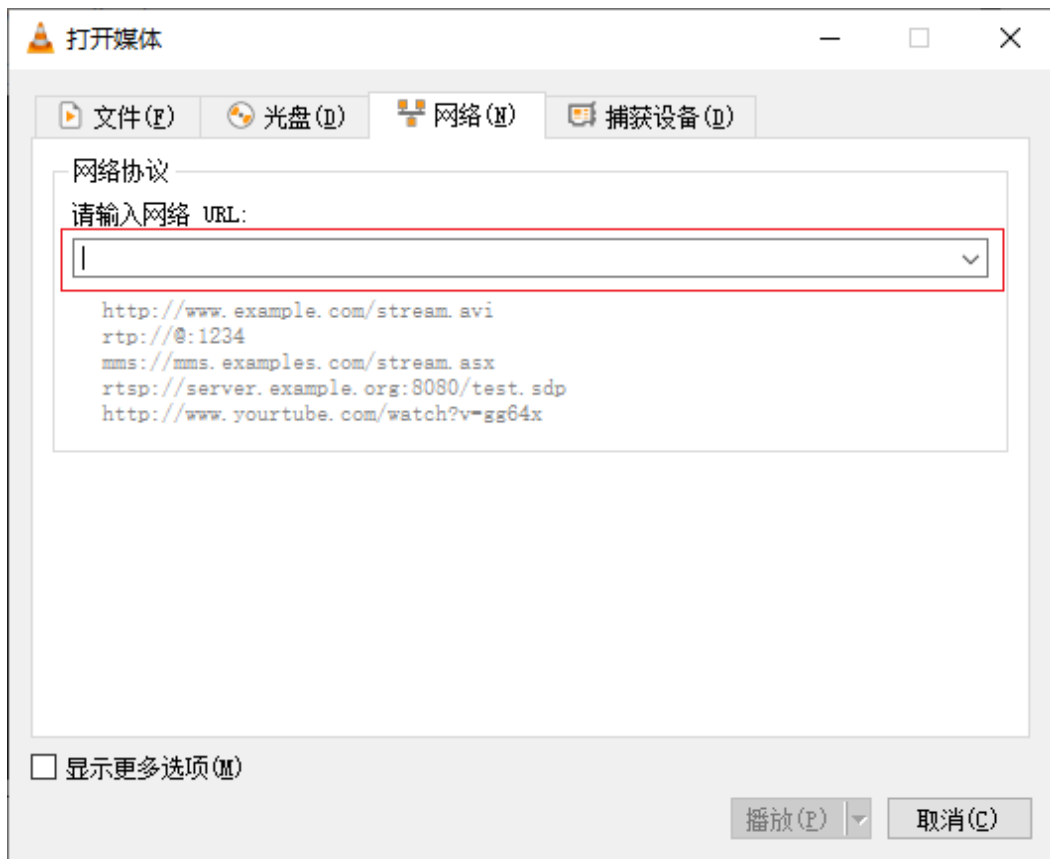 打开媒体
文件(F) 光盘(D) 网络(N) 捕获设备(D)
网络协议
请输入网络 URL:
http://www.example.com/stream.avi
rtp://@:1234
mms://mms.examples.com/stream.asx
rtsp://server.example.org:8080/test.sdp
http://www.yourtube.com/watch?v=gg64x
显示更多选项(M)
播放(P) 取消(C)